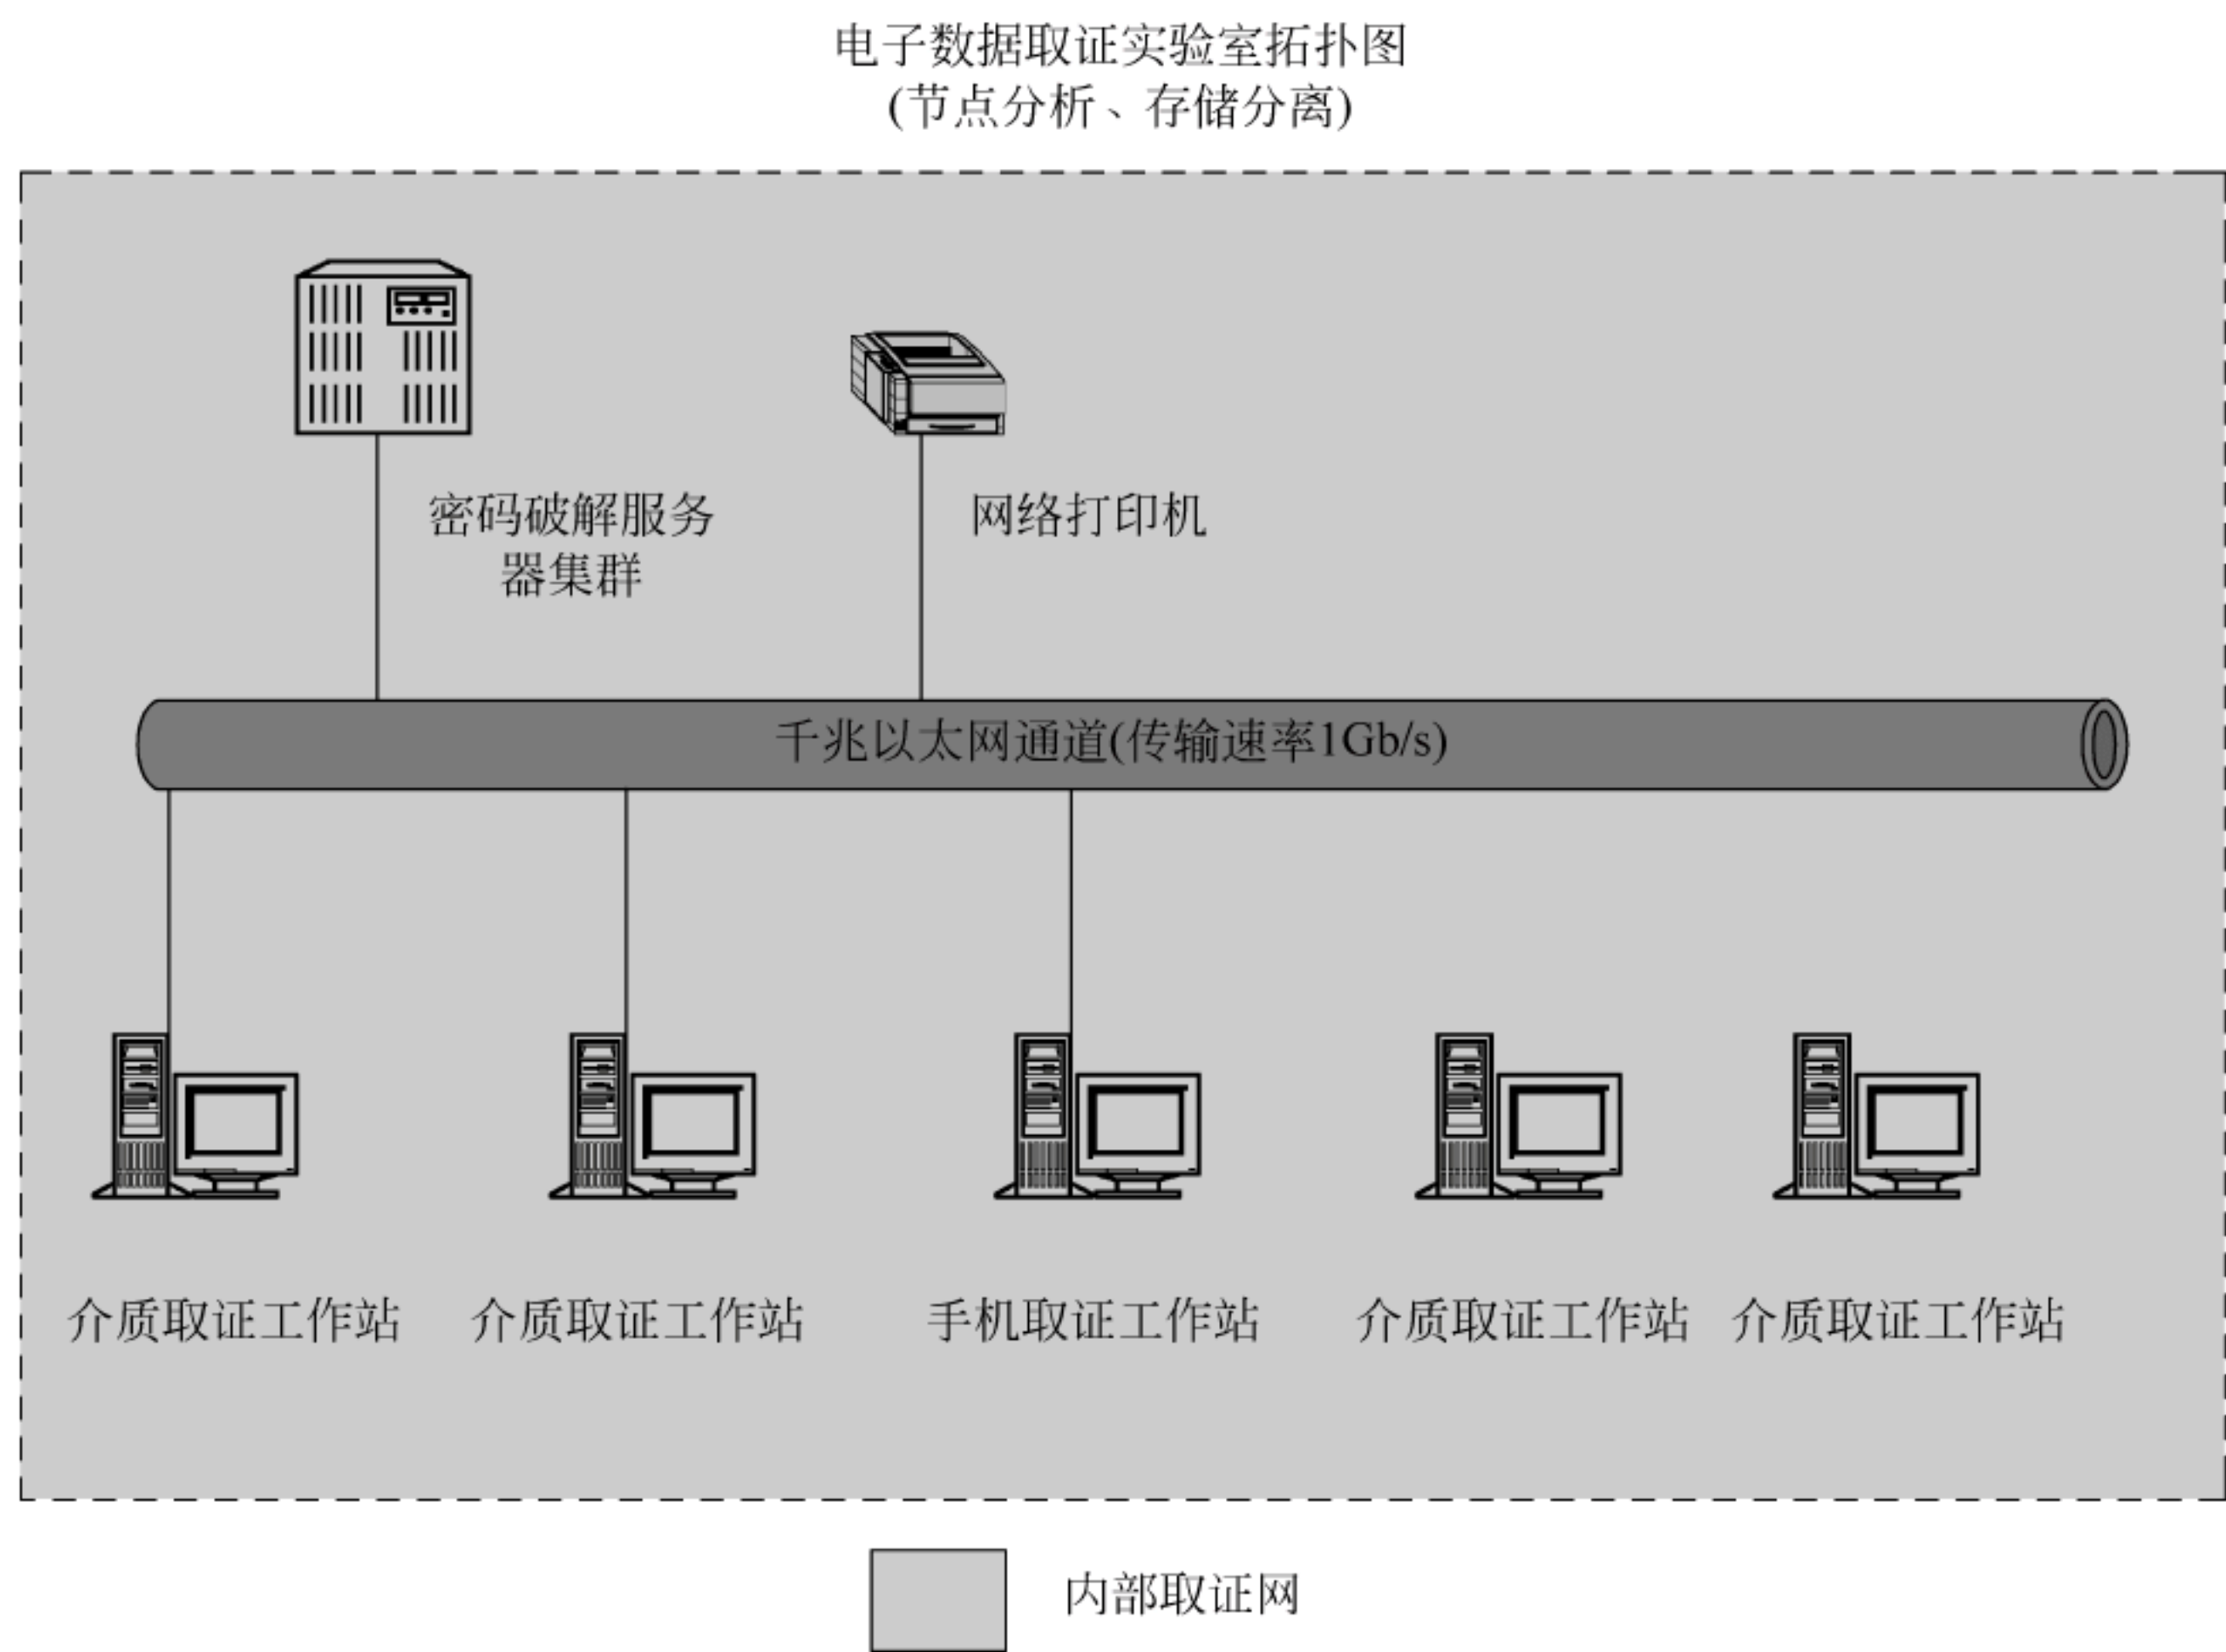 电子数据取证实验室拓扑图
(节点分析、存储分离)
密码破解服务
器集群
网络打印机
千兆以太网通道(传输速率1Gb/s)
介质取证工作站
介质取证工作站
手机取证工作站
介质取证工作站
介质取证工作站
内部取证网